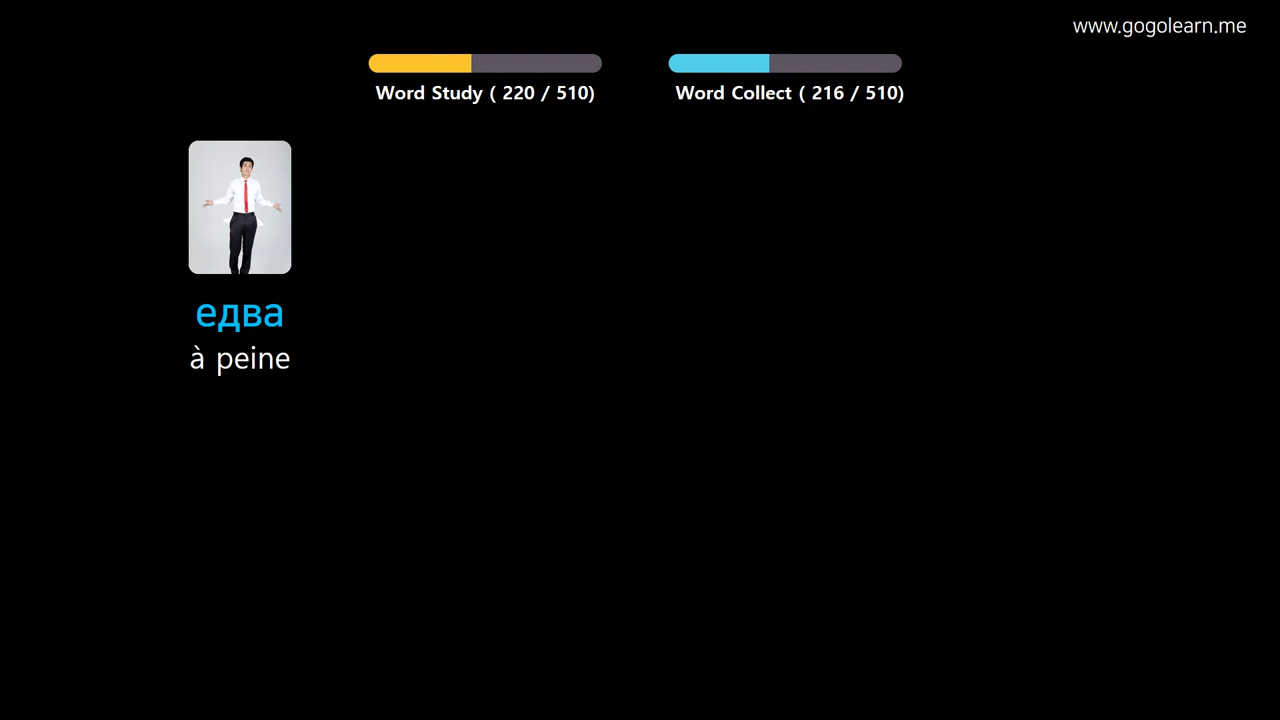 www.gogolearn.me
Word Study ( 220 / 510)
Word Collect ( 216 / 510)
едва
à peine